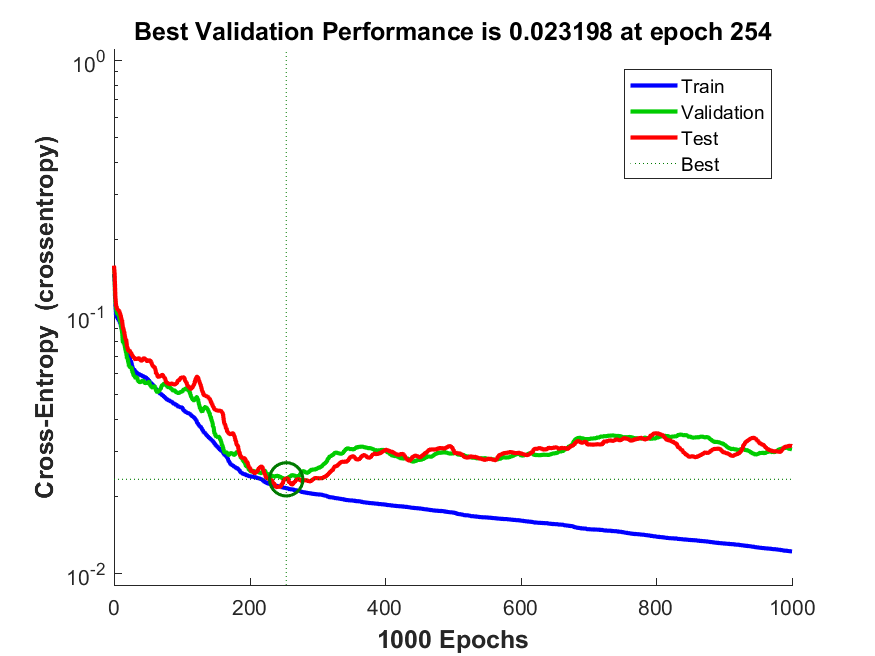 Best Validation Performance is 0.023198 at epoch 254
Cross-Entropy (crossentropy)
10^0
10^-1
10^-2
Train
Validation
Test
Best
0 200 400 600 800 1000
1000 Epochs